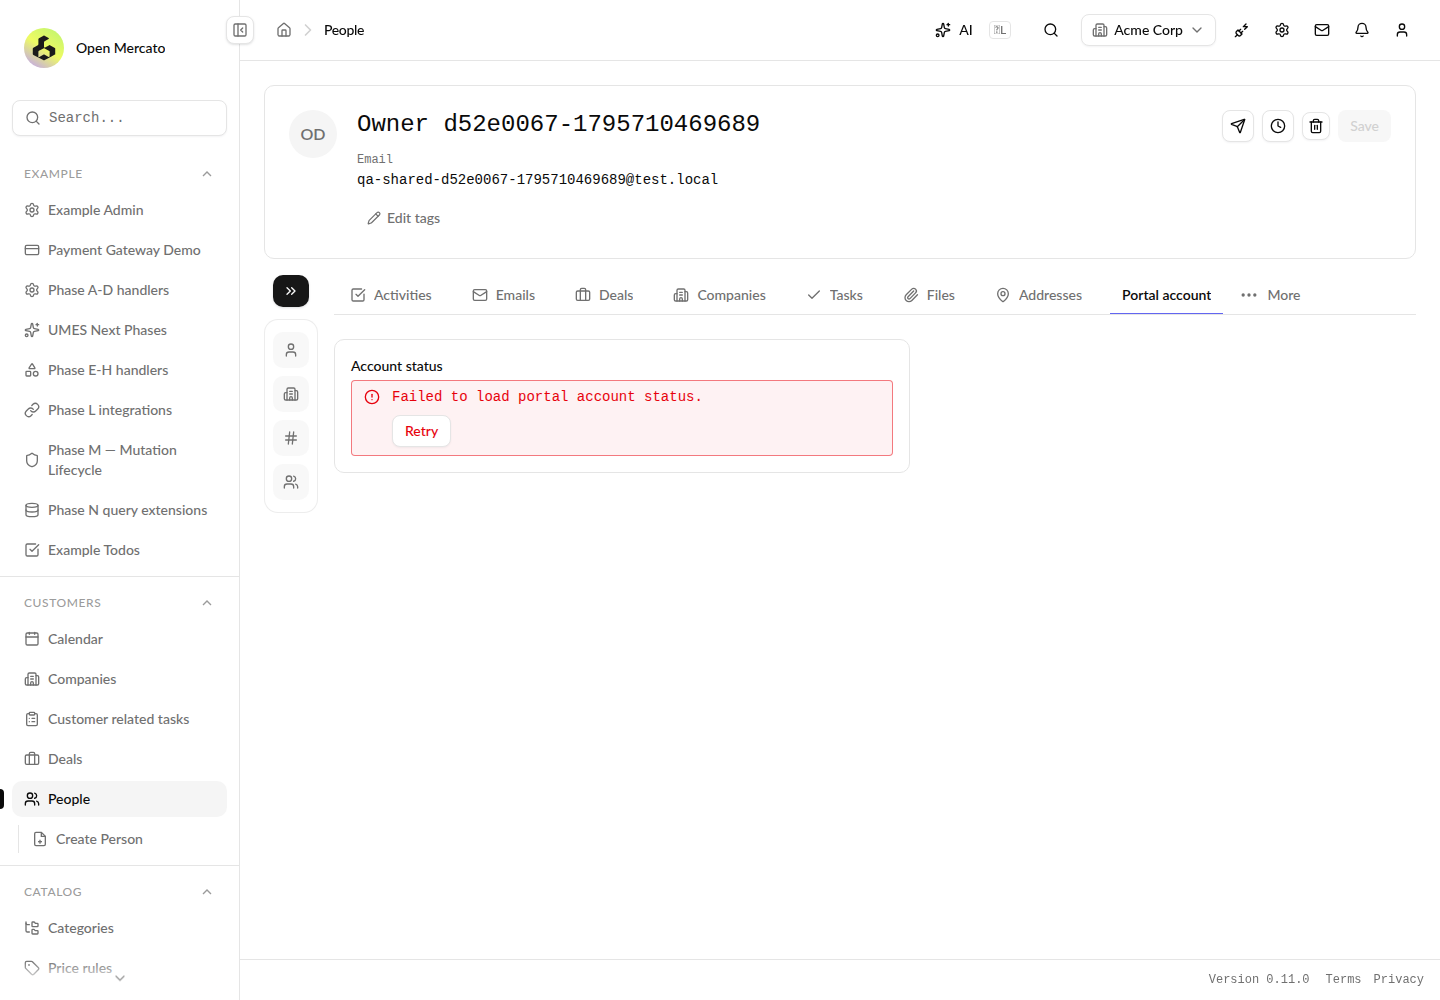 Open Mercato
People
AI
L
Acme Corp
Search...
OD
Owner d52e0067-1795710469689
Save
Email
qa-shared-d52e0067-1795710469689@test.local
Edit tags
EXAMPLE
Example Admin
Payment Gateway Demo
Phase A-D handlers
UMES Next Phases
Phase E-H handlers
Phase L integrations
Phase M — Mutation
Lifecycle
Phase N query extensions
Example Todos
Activities
Emails
Deals
Companies
Tasks
Files
Addresses
Portal account
More
Account status
Failed to load portal account status.
Retry
CUSTOMERS
Calendar
Companies
Customer related tasks
Deals
People
Create Person
CATALOG
Categories
Price rules
Version 0.11.0
Terms
Privacy